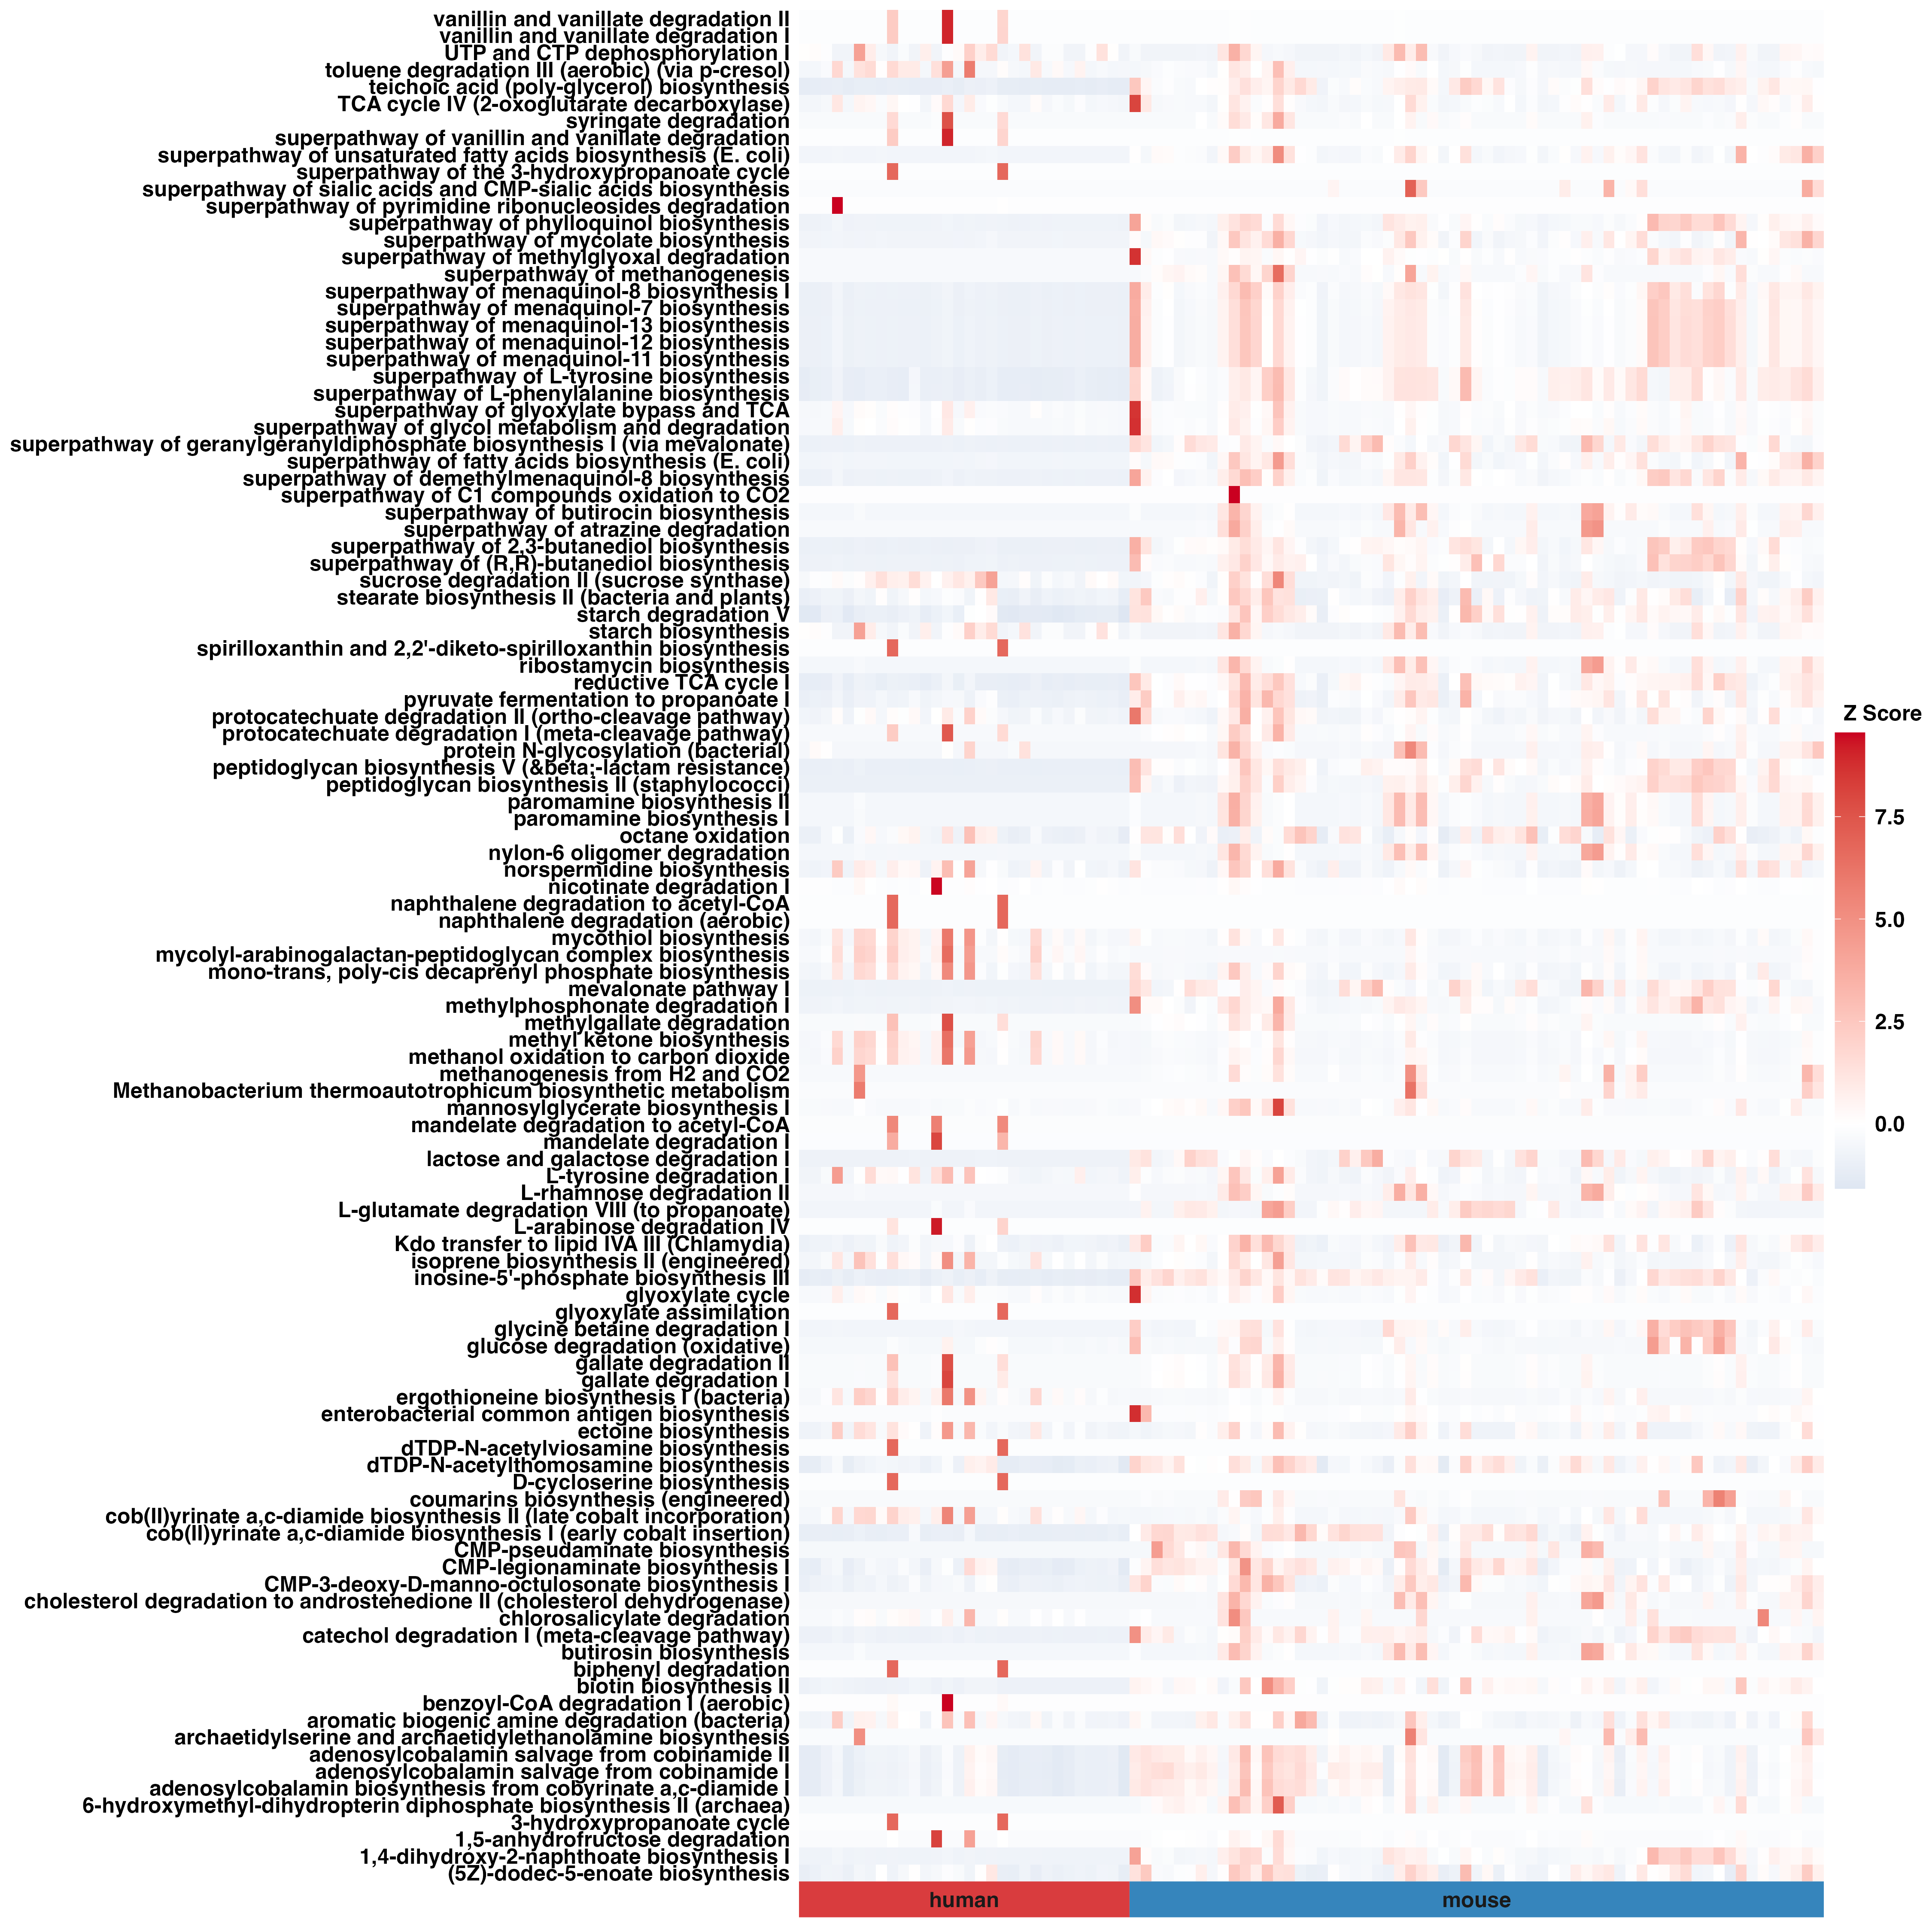 vanillin and vanillate degradation II
vanillin and vanillate degradation I
UTP and CTP dephosphorylation I
toluene degradation III (aerobic) (via p-cresol)
teichoic acid (poly-glycerol) biosynthesis
TCA cycle IV (2-oxoglutarate decarboxylase)
syringate degradation
superpathway of vanillin and vanillate degradation
superpathway of unsaturated fatty acids biosynthesis (E. coli)
superpathway of the 3-hydroxypropanoate cycle
superpathway of sialic acids and CMP-sialic acids biosynthesis
superpathway of pyrimidine ribonucleosides degradation
superpathway of phylloquinol biosynthesis
superpathway of mycolate biosynthesis
superpathway of methylglyoxal degradation
superpathway of methanogenesis
superpathway of menaquinol-8 biosynthesis I
superpathway of menaquinol-7 biosynthesis
superpathway of menaquinol-13 biosynthesis
superpathway of menaquinol-12 biosynthesis
superpathway of menaquinol-11 biosynthesis
superpathway of L-tyrosine biosynthesis
superpathway of L-phenylalanine biosynthesis
superpathway of glyoxylate bypass and TCA
superpathway of glycol metabolism and degradation
superpathway of geranylgeranyldiphosphate biosynthesis I (via mevalonate)
superpathway of fatty acids biosynthesis (E. coli)
superpathway of demethylmenaquinol-8 biosynthesis
superpathway of C1 compounds oxidation to CO2
superpathway of butirocin biosynthesis
superpathway of atrazine degradation
superpathway of 2,3-butanediol biosynthesis
superpathway of (R,R)-butanediol biosynthesis
sucrose degradation II (sucrose synthase)
stearate biosynthesis II (bacteria and plants)
starch degradation V
starch biosynthesis
spirilloxanthin and 2,2'-diketo-spirilloxanthin biosynthesis
ribostamycin biosynthesis
reductive TCA cycle I
pyruvate fermentation to propanoate I
protocatechuate degradation II (ortho-cleavage pathway)
protocatechuate degradation I (meta-cleavage pathway)
protein N-glycosylation (bacterial)
peptidoglycan biosynthesis V (&beta;-lactam resistance)
peptidoglycan biosynthesis II (staphylococci)
paromamine biosynthesis II
paromamine biosynthesis I
octane oxidation
nylon-6 oligomer degradation
norspermidine biosynthesis
nicotinate degradation I
naphthalene degradation to acetyl-CoA
naphthalene degradation (aerobic)
mycothiol biosynthesis
mycolyl-arabinogalactan-peptidoglycan complex biosynthesis
mono-trans, poly-cis decaprenyl phosphate biosynthesis
mevalonate pathway I
methylphosphonate degradation I
methylgallate degradation
methyl ketone biosynthesis
methanol oxidation to carbon dioxide
methanogenesis from H2 and CO2
Methanobacterium thermoautotrophicum biosynthetic metabolism
mannosylglycerate biosynthesis I
mandelate degradation to acetyl-CoA
mandelate degradation I
lactose and galactose degradation I
L-tyrosine degradation I
L-rhamnose degradation II
L-glutamate degradation VIII (to propanoate)
L-arabinose degradation IV
Kdo transfer to lipid IVA III (Chlamydia)
isoprene biosynthesis II (engineered)
inosine-5'-phosphate biosynthesis III
glyoxylate cycle
glyoxylate assimilation
glycine betaine degradation I
glucose degradation (oxidative)
gallate degradation II
gallate degradation I
ergothioneine biosynthesis I (bacteria)
enterobacterial common antigen biosynthesis
ectoine biosynthesis
dTDP-N-acetylviosamine biosynthesis
dTDP-N-acetylthomosamine biosynthesis
D-cycloserine biosynthesis
coumarins biosynthesis (engineered)
cob(II)yrinate a,c-diamide biosynthesis II (late cobalt incorporation)
cob(II)yrinate a,c-diamide biosynthesis I (early cobalt insertion)
CMP-pseudaminate biosynthesis
CMP-legionaminate biosynthesis I
CMP-3-deoxy-D-manno-octulosonate biosynthesis I
cholesterol degradation to androstenedione II (cholesterol dehydrogenase)
chlorosalicylate degradation
catechol degradation I (meta-cleavage pathway)
butirosin biosynthesis
biphenyl degradation
biotin biosynthesis II
benzoyl-CoA degradation I (aerobic)
aromatic biogenic amine degradation (bacteria)
archaetidylserine and archaetidylethanolamine biosynthesis
adenosylcobalamin salvage from cobinamide II
adenosylcobalamin salvage from cobinamide I
adenosylcobalamin biosynthesis from cobyrinate a,c-diamide I
6-hydroxymethyl-dihydropterin diphosphate biosynthesis II (archaea)
3-hydroxypropanoate cycle
1,5-anhydrofructose degradation
1,4-dihydroxy-2-naphthoate biosynthesis I
(5Z)-dodec-5-enoate biosynthesis
human
mouse
Z Score
7.5
5.0
2.5
0.0